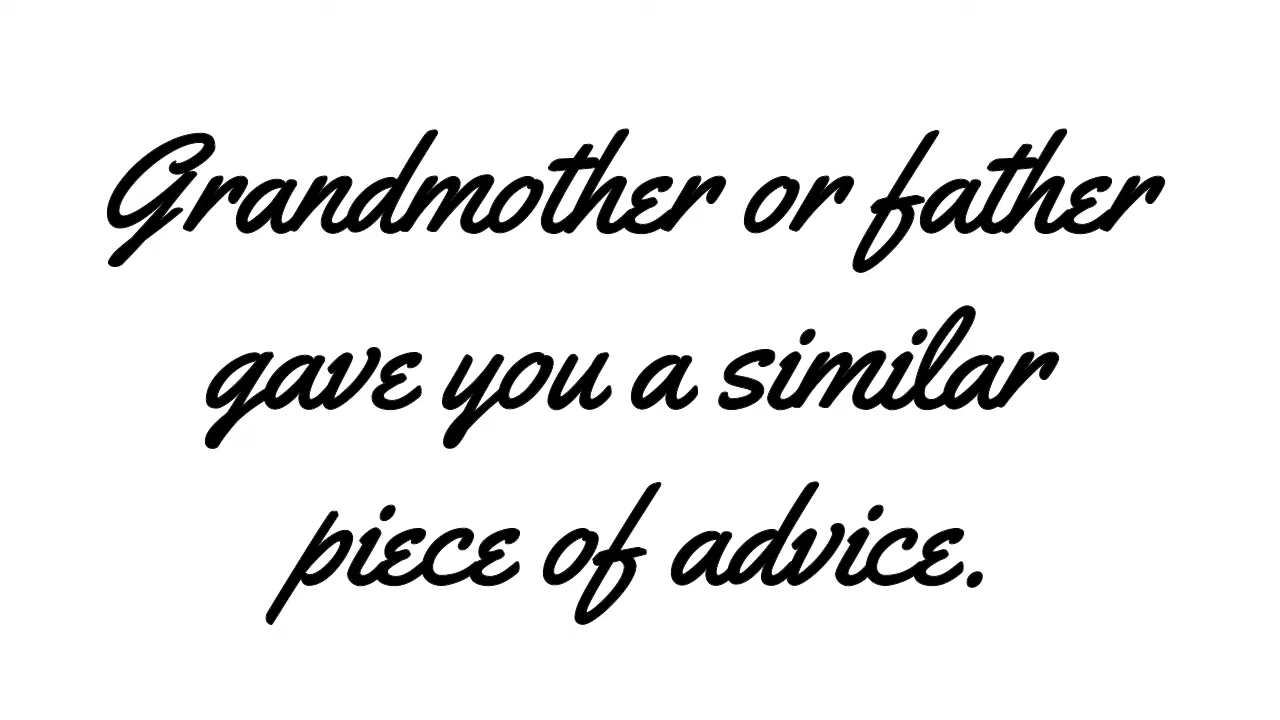 Grandmother or father
gave you a similar
piece of advice.